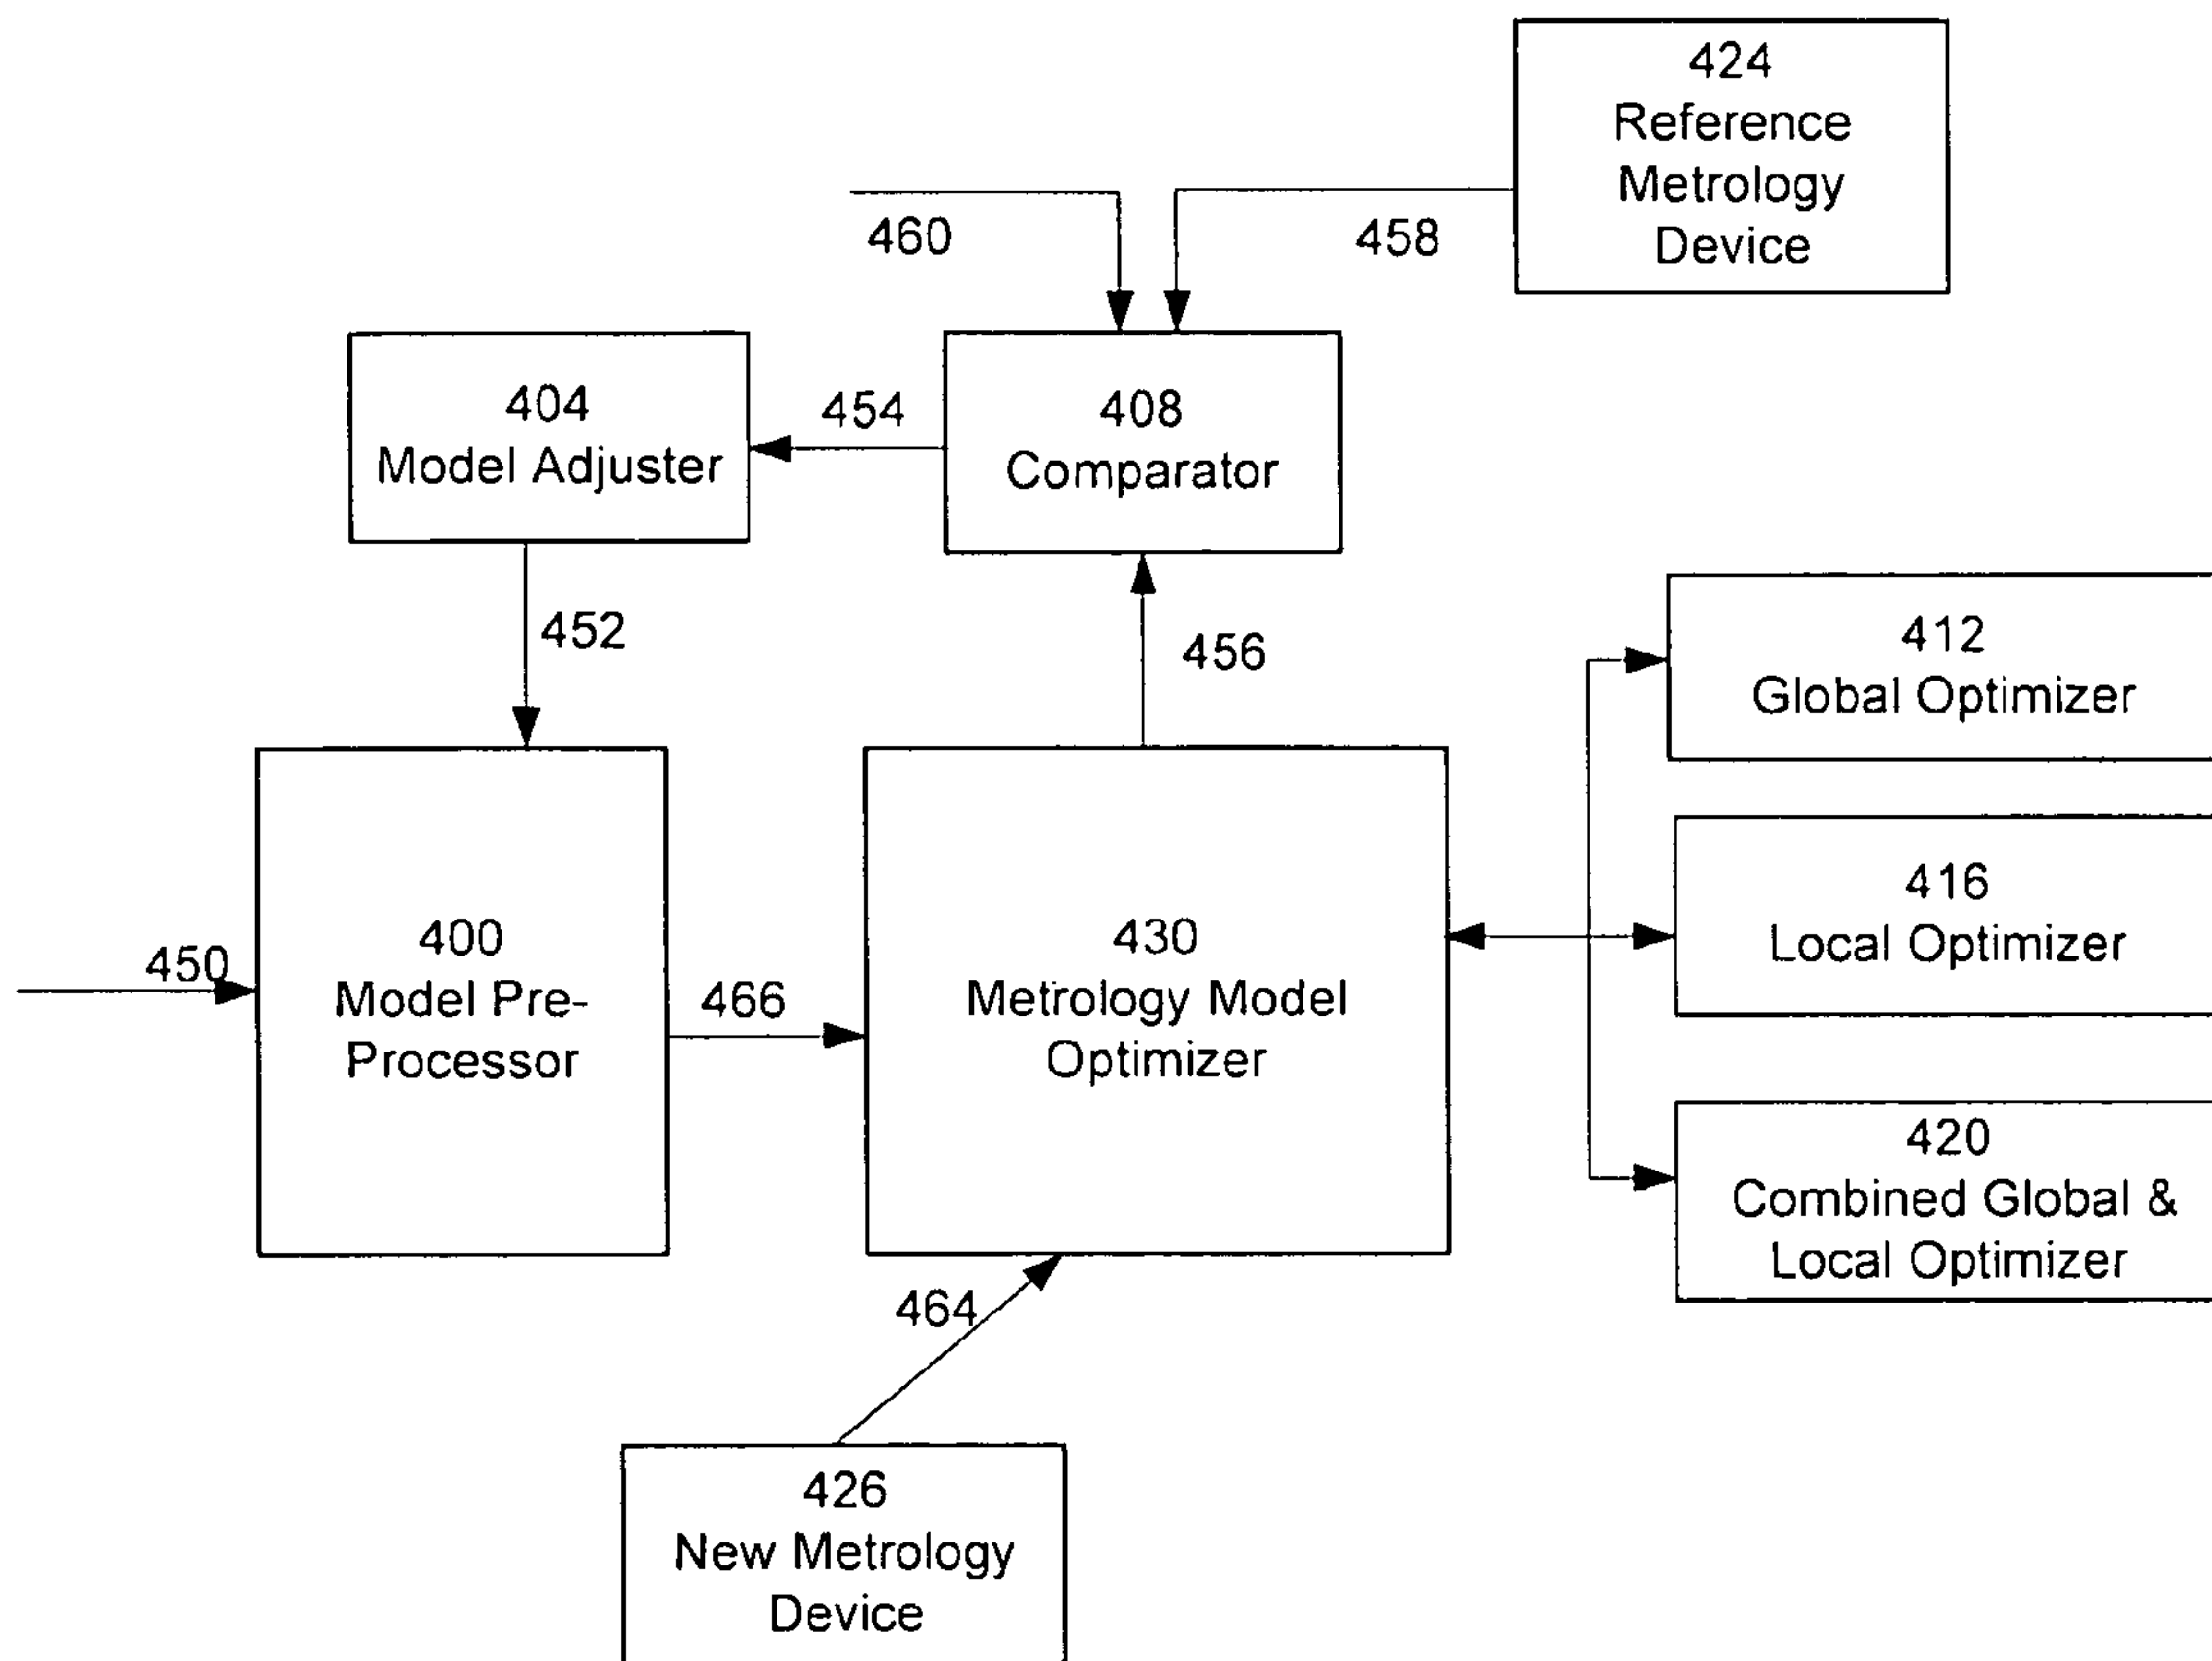 424
Reference
Metrology
Device
460
458
404
Model Adjuster
454
408
Comparator
452
456
412
Global Optimizer
450
400
Model Pre-
Processor
466
430
Metrology Model
Optimizer
416
Local Optimizer
420
Combined Global &
Local Optimizer
464
426
New Metrology
Device